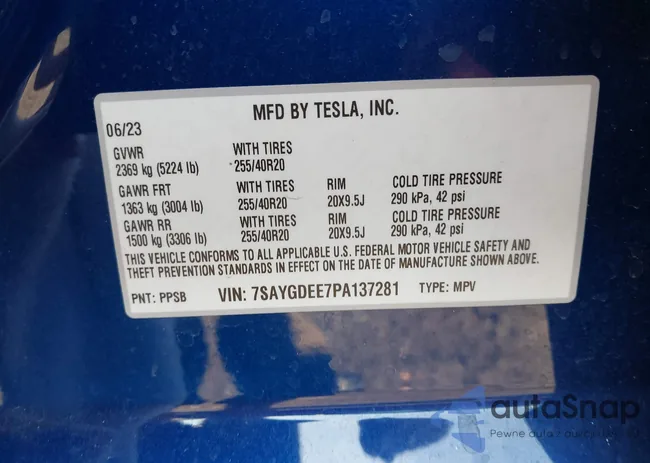 MFD BY TESLA, INC.
06/23
GVWR WITH TIRES
2369 kg (5224 lb) 255/40R20
GAWR FRT WITH TIRES RIM COLD TIRE PRESSURE
1363 kg (3004 lb) 255/40R20 20X9.5J 290 kPa, 42 psi
GAWR RR WITH TIRES RIM COLD TIRE PRESSURE
1500 kg (3306 lb) 255/40R20 20X9.5J 290 kPa, 42 psi
THIS VEHICLE CONFORMS TO ALL APPLICABLE U.S. FEDERAL MOTOR VEHICLE SAFETY AND
THEFT PREVENTION STANDARDS IN EFFECT ON THE DATE OF MANUFACTURE SHOWN ABOVE.
PNT: PPSB VIN: 7SAYGDEE7PA137281 TYPE: MPV
autaSnap
Pewne auta z